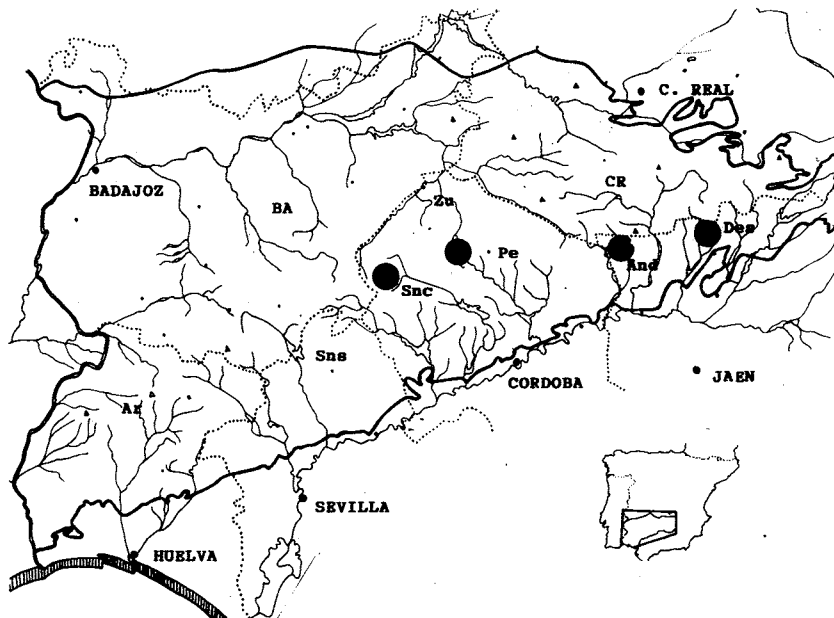 C. REAL
BADAJOZ
CR
BA
Zu
Des
Pe
And
Snc
Sns
CORDOBA
JAEN
Ar
SEVILLA
HUELVA